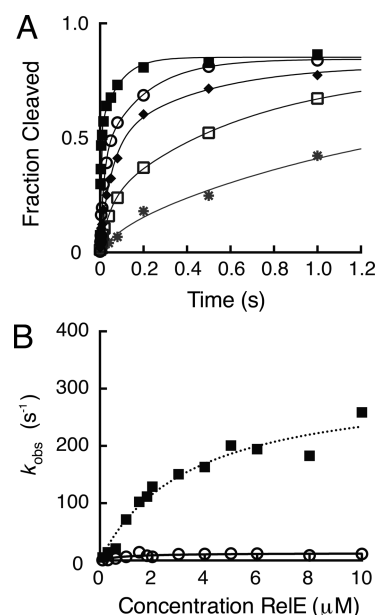 A
Fraction Cleaved
1.0
0.5
0
0 0.2 0.4 0.6 0.8 1.0 1.2
Time (s)
B
k obs (s-1)
400
300
200
100
0
0 2 4 6 8 10
Concentration RelE (μM)